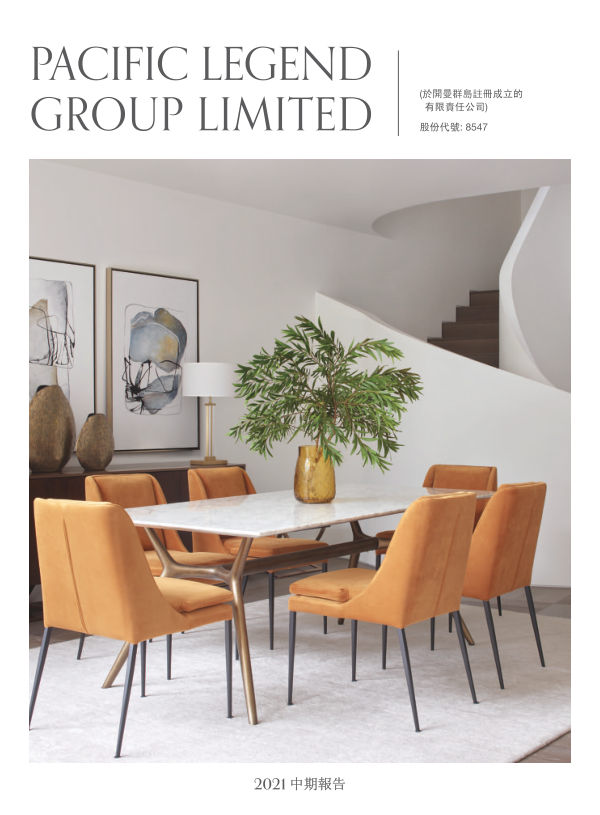 PACIFIC LEGEND
GROUP LIMITED
(於開曼群島註冊成立的
有限責任公司)
股份代號: 8547
2021 中期報告